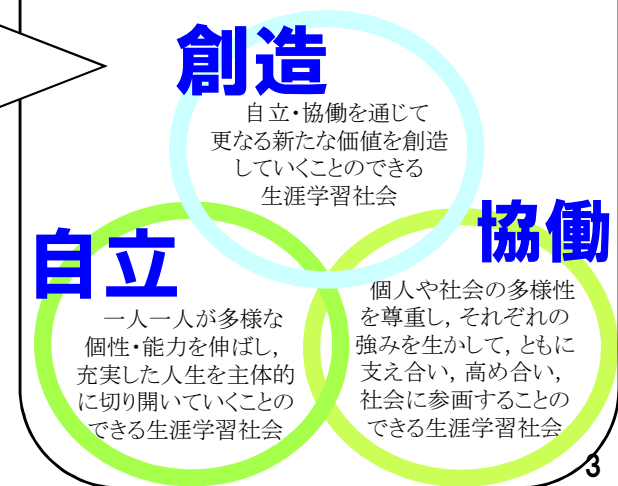 創造
自立・協働を通じて
更なる新たな価値を創造
していくことのできる
生涯学習社会
自立
一人一人が多様な
個性・能力を伸ばし，
充実した人生を主体的
に切り開いていくことの
できる生涯学習社会
協働
個人や社会の多様性
を尊重し，それぞれの
強みを生かして，ともに
支え合い，高め合い，
社会に参画することの
できる生涯学習社会
3